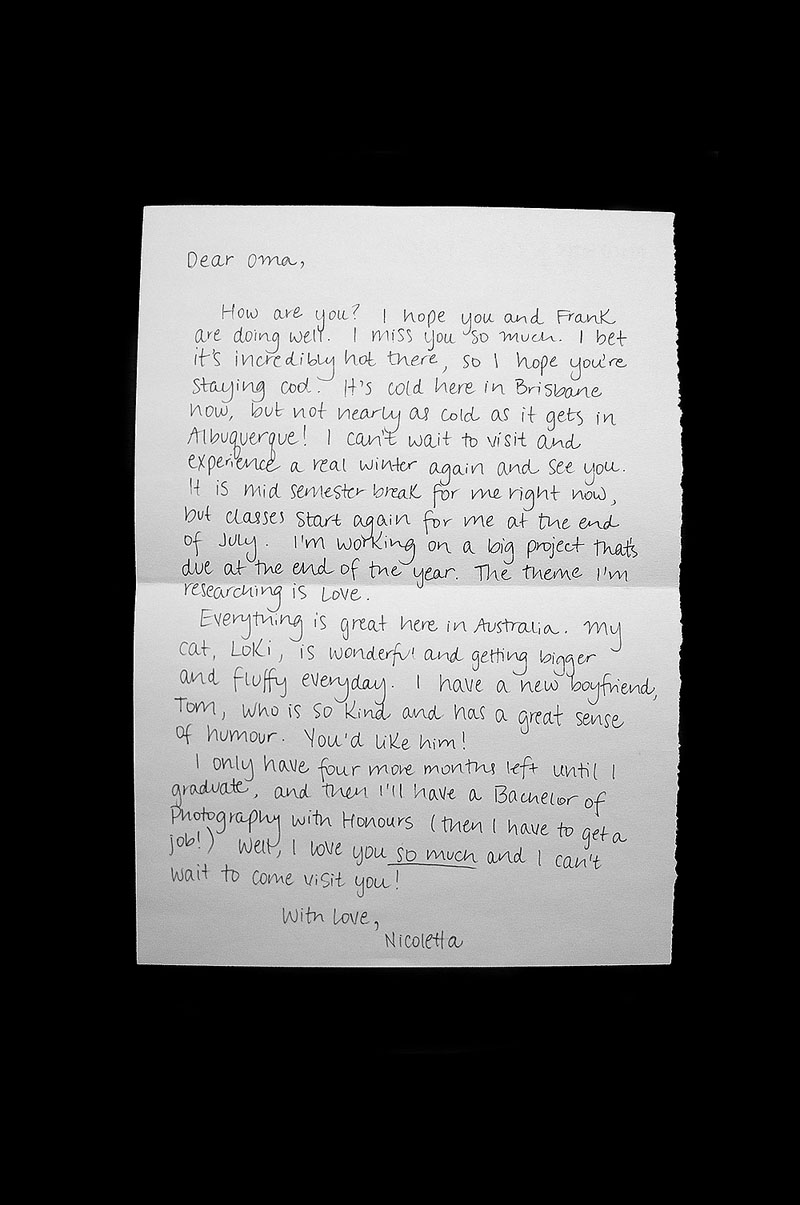 Dear Oma,
How are you? I hope you and Frank
are doing well. I miss you so much. I bet
it's incredibly hot there, so I hope you're
staying cool. It's cold here in Brisbane
now, but not nearly as cold as it gets in
Albuquerque! I can't wait to visit and
experience a real winter again and see you.
It is mid semester break for me right now,
but classes start again for me at the end
of July. I'm working on a big project that's
due at the end of the year. The theme I'm
researching is Love.
Everything is great here in Australia. My
cat, Loki, is wonderful and getting bigger
and fluffy everyday. I have a new boyfriend,
Tom, who is so kind and has a great sense
of humour. You'd like him!
I only have four more months left until I
graduate, and then I'll have a Bachelor of
Photography with Honours (then I have to get a
job!) Well, I love you so much and I can't
wait to come visit you!
With Love,
Nicoletta